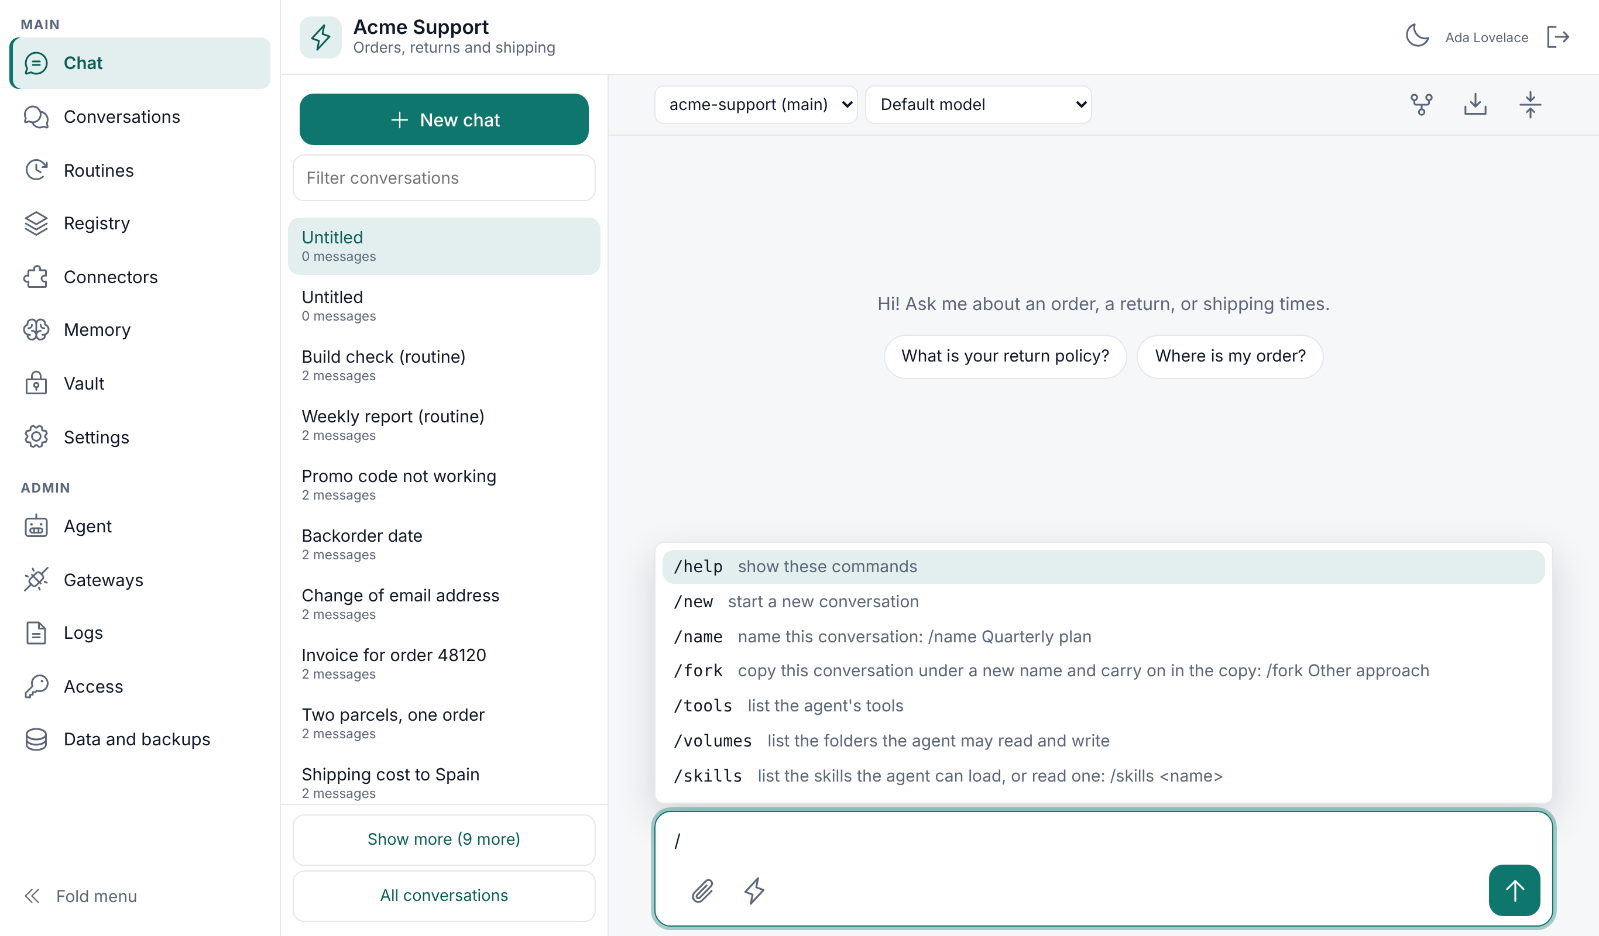 MAIN
Chat
Conversations
Routines
Registry
Connectors
Memory
Vault
Settings
ADMIN
Agent
Gateways
Logs
Access
Data and backups
Fold menu
Acme Support
Orders, returns and shipping
Ada Lovelace
New chat
Filter conversations
Untitled
0 messages
Untitled
0 messages
Build check (routine)
2 messages
Weekly report (routine)
2 messages
Promo code not working
2 messages
Backorder date
2 messages
Change of email address
2 messages
Invoice for order 48120
2 messages
Two parcels, one order
2 messages
Shipping cost to Spain
2 messages
Show more (9 more)
All conversations
acme-support (main)
Default model
Hi! Ask me about an order, a return, or shipping times.
What is your return policy?
Where is my order?
/help show these commands
/new start a new conversation
/name name this conversation: /name Quarterly plan
/fork copy this conversation under a new name and carry on in the copy: /fork Other approach
/tools list the agent's tools
/volumes list the folders the agent may read and write
/skills list the skills the agent can load, or read one: /skills <name>
/